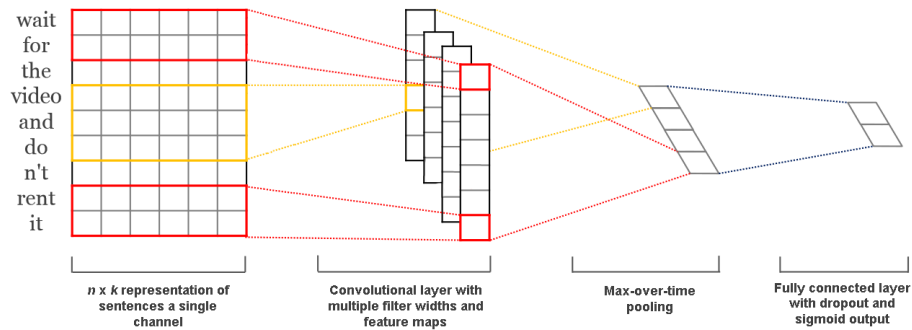 wait
for
the
video
and
do
n't
rent
it
n x k representation of
sentences a single
channel
Convolutional layer with
multiple filter widths and
feature maps
Max-over-time
pooling
Fully connected layer
with dropout and
sigmoid output